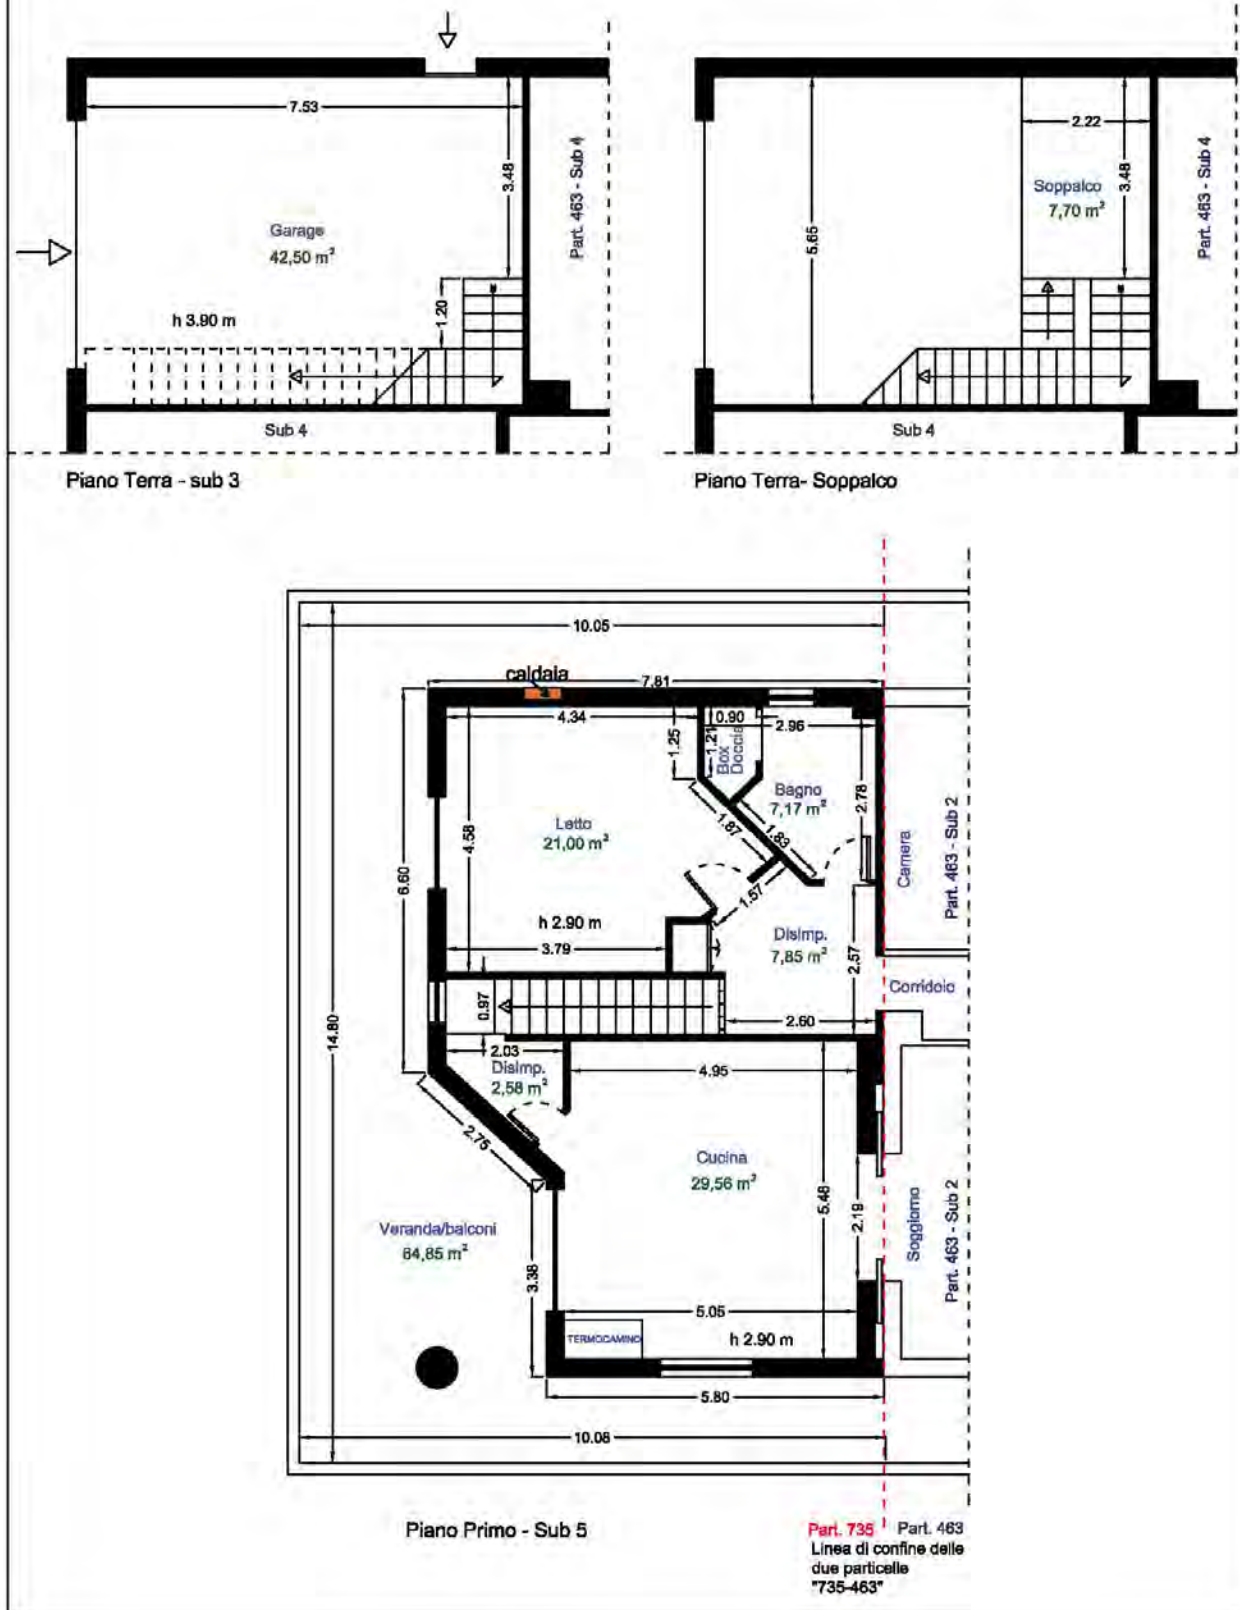 7.53
3.48
Part. 463 - Sub 4
Garage
42,50 m²
1.20
h 3.90 m
Sub 4
Piano Terra - sub 3
2.22
3.48
Part. 463 - Sub 4
Soppalco
7,70 m²
5.65
Sub 4
Piano Terra- Soppalco
10.05
caldaia
7.81
4.34
0.90
2.96
1.25
1.21
Box
Doccia
Bagno
7,17 m²
2.78
4.58
Letto
21,00 m²
1.87
1.83
Camera
Part. 463 - Sub 2
6.60
1.57
h 2.90 m
3.79
Disimp.
7,85 m²
2.57
Corridoio
0.97
2.60
14.80
2.03
Disimp.
2,58 m²
4.95
2.75
Cucina
29,56 m²
5.48
2.19
Soggiorno
Part. 463 - Sub 2
Veranda/balconi
64,85 m²
3.38
5.05
TERMOCAMINO
h 2.90 m
5.80
10.08
Piano Primo - Sub 5
Part. 735
Part. 463
Linea di confine delle
due particelle
"735-463"